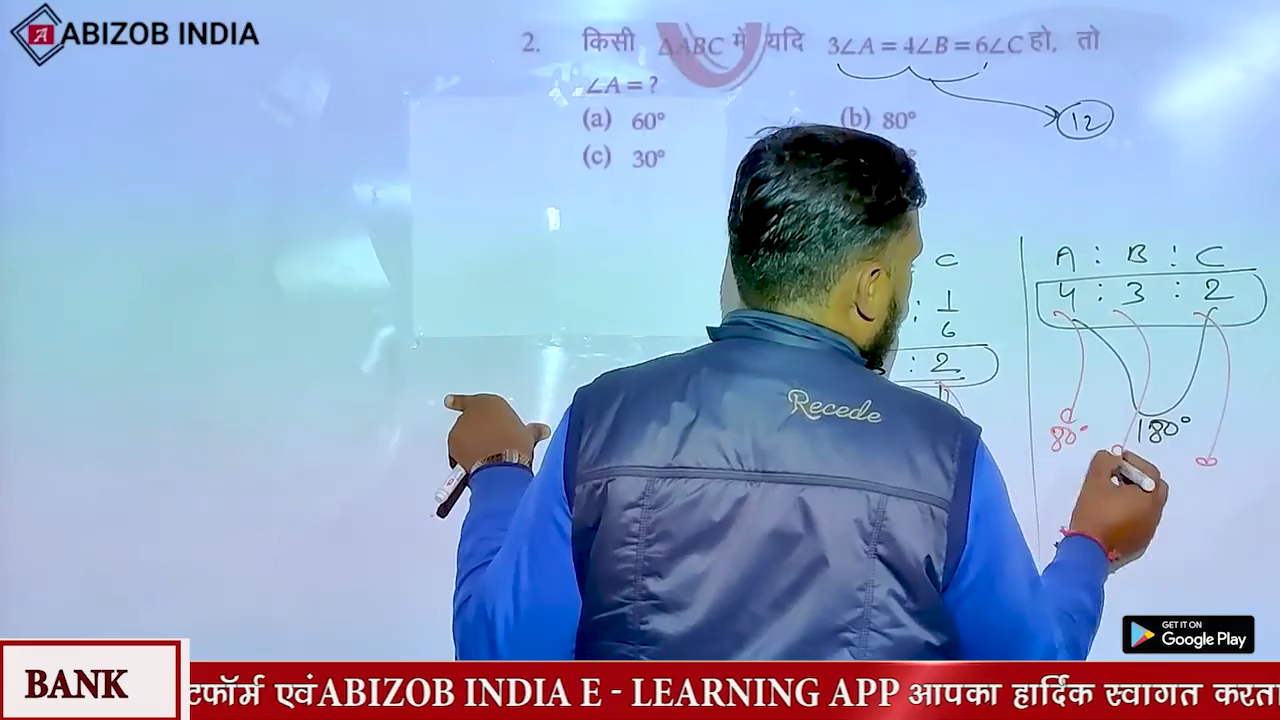 ABIZOB INDIA
2. किसी ΔABC में यदि 3∠A = 4∠B = 6∠C हो, तो
∠A = ?
12
(a) 60° (b) 80°
(c) 30°
C
: 1
6
: 2
A : B : C
4 : 3 : 2
80° 180°
Recede
GET IT ON
Google Play
BANK
टफॉर्म एवं ABIZOB INDIA E - LEARNING APP आपका हार्दिक स्वागत करता